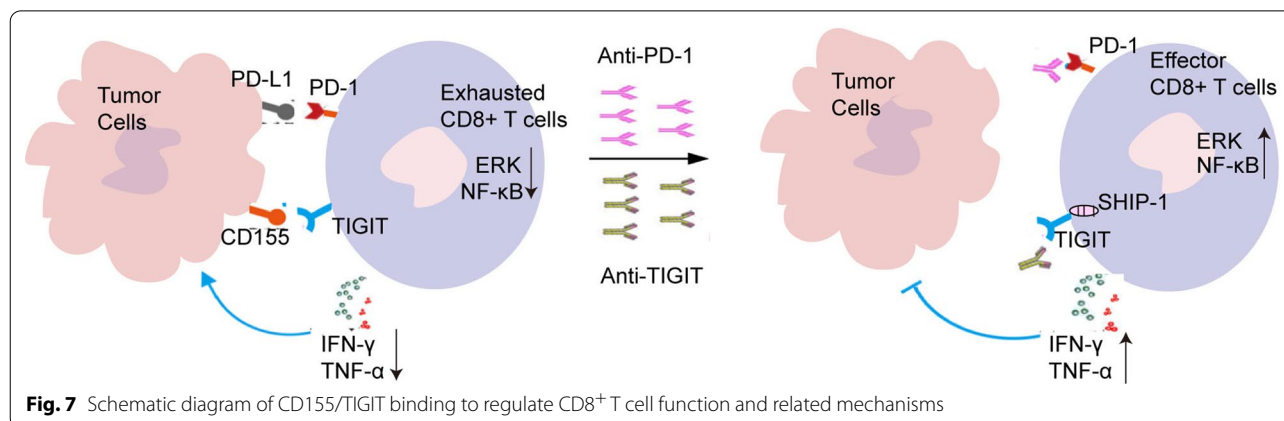 Tumor
Cells
PD-L1
PD-1
Exhausted
CD8+ T cells
ERK
NF-κB
CD155
TIGIT
IFN-γ
TNF-α
Anti-PD-1
Anti-TIGIT
Tumor
Cells
PD-1
Effector
CD8+ T cells
ERK
NF-κB
SHIP-1
TIGIT
IFN-γ
TNF-α
Fig. 7 Schematic diagram of CD155/TIGIT binding to regulate CD8⁺ T cell function and related mechanisms